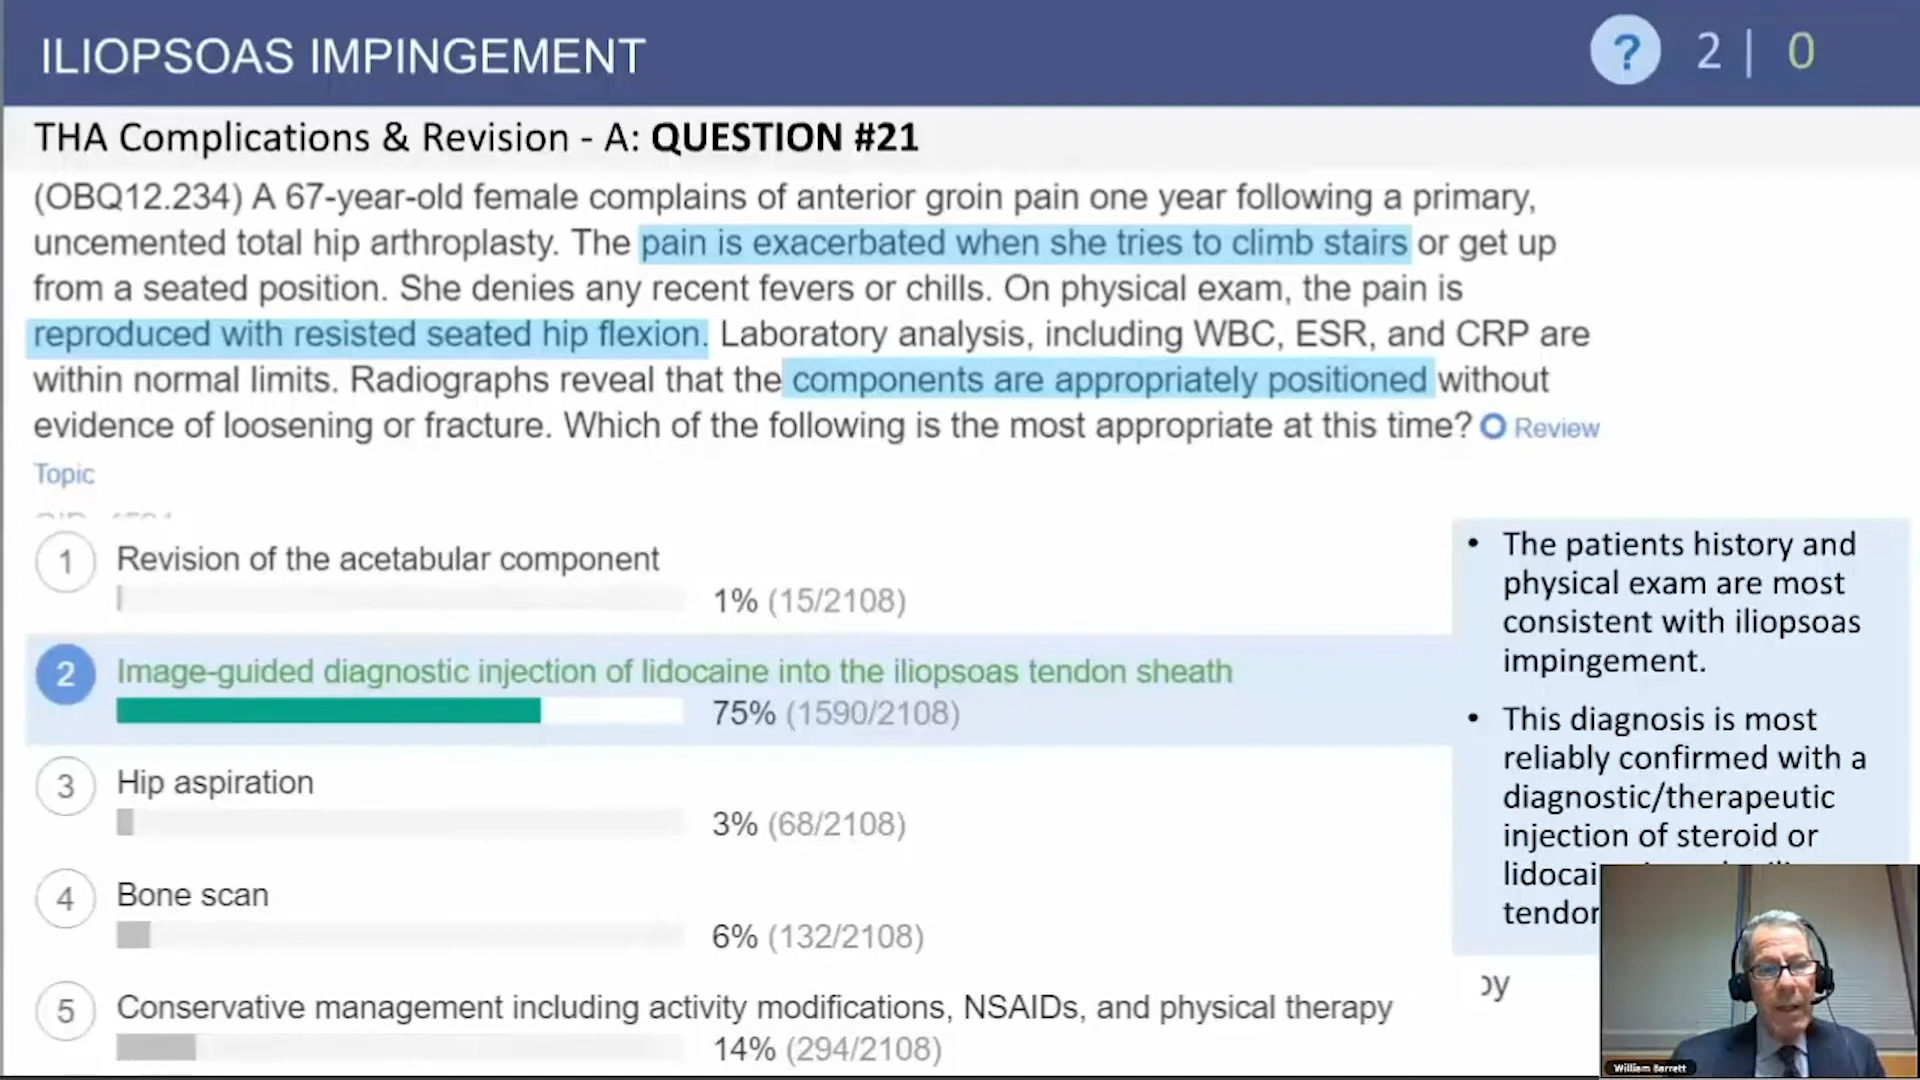 ILIOPSOAS IMPINGEMENT
? 2 | 0
THA Complications & Revision - A: QUESTION #21
(OBQ12.234) A 67-year-old female complains of anterior groin pain one year following a primary,
uncemented total hip arthroplasty. The pain is exacerbated when she tries to climb stairs or get up
from a seated position. She denies any recent fevers or chills. On physical exam, the pain is
reproduced with resisted seated hip flexion. Laboratory analysis, including WBC, ESR, and CRP are
within normal limits. Radiographs reveal that the components are appropriately positioned without
evidence of loosening or fracture. Which of the following is the most appropriate at this time? Review
Topic
1 Revision of the acetabular component
1% (15/2108)
2 Image-guided diagnostic injection of lidocaine into the iliopsoas tendon sheath
75% (1590/2108)
3 Hip aspiration
3% (68/2108)
4 Bone scan
6% (132/2108)
5 Conservative management including activity modifications, NSAIDs, and physical therapy
14% (294/2108)
• The patients history and
physical exam are most
consistent with iliopsoas
impingement.
• This diagnosis is most
reliably confirmed with a
diagnostic/therapeutic
injection of steroid or
lidocai
tendor
py
William Barrett